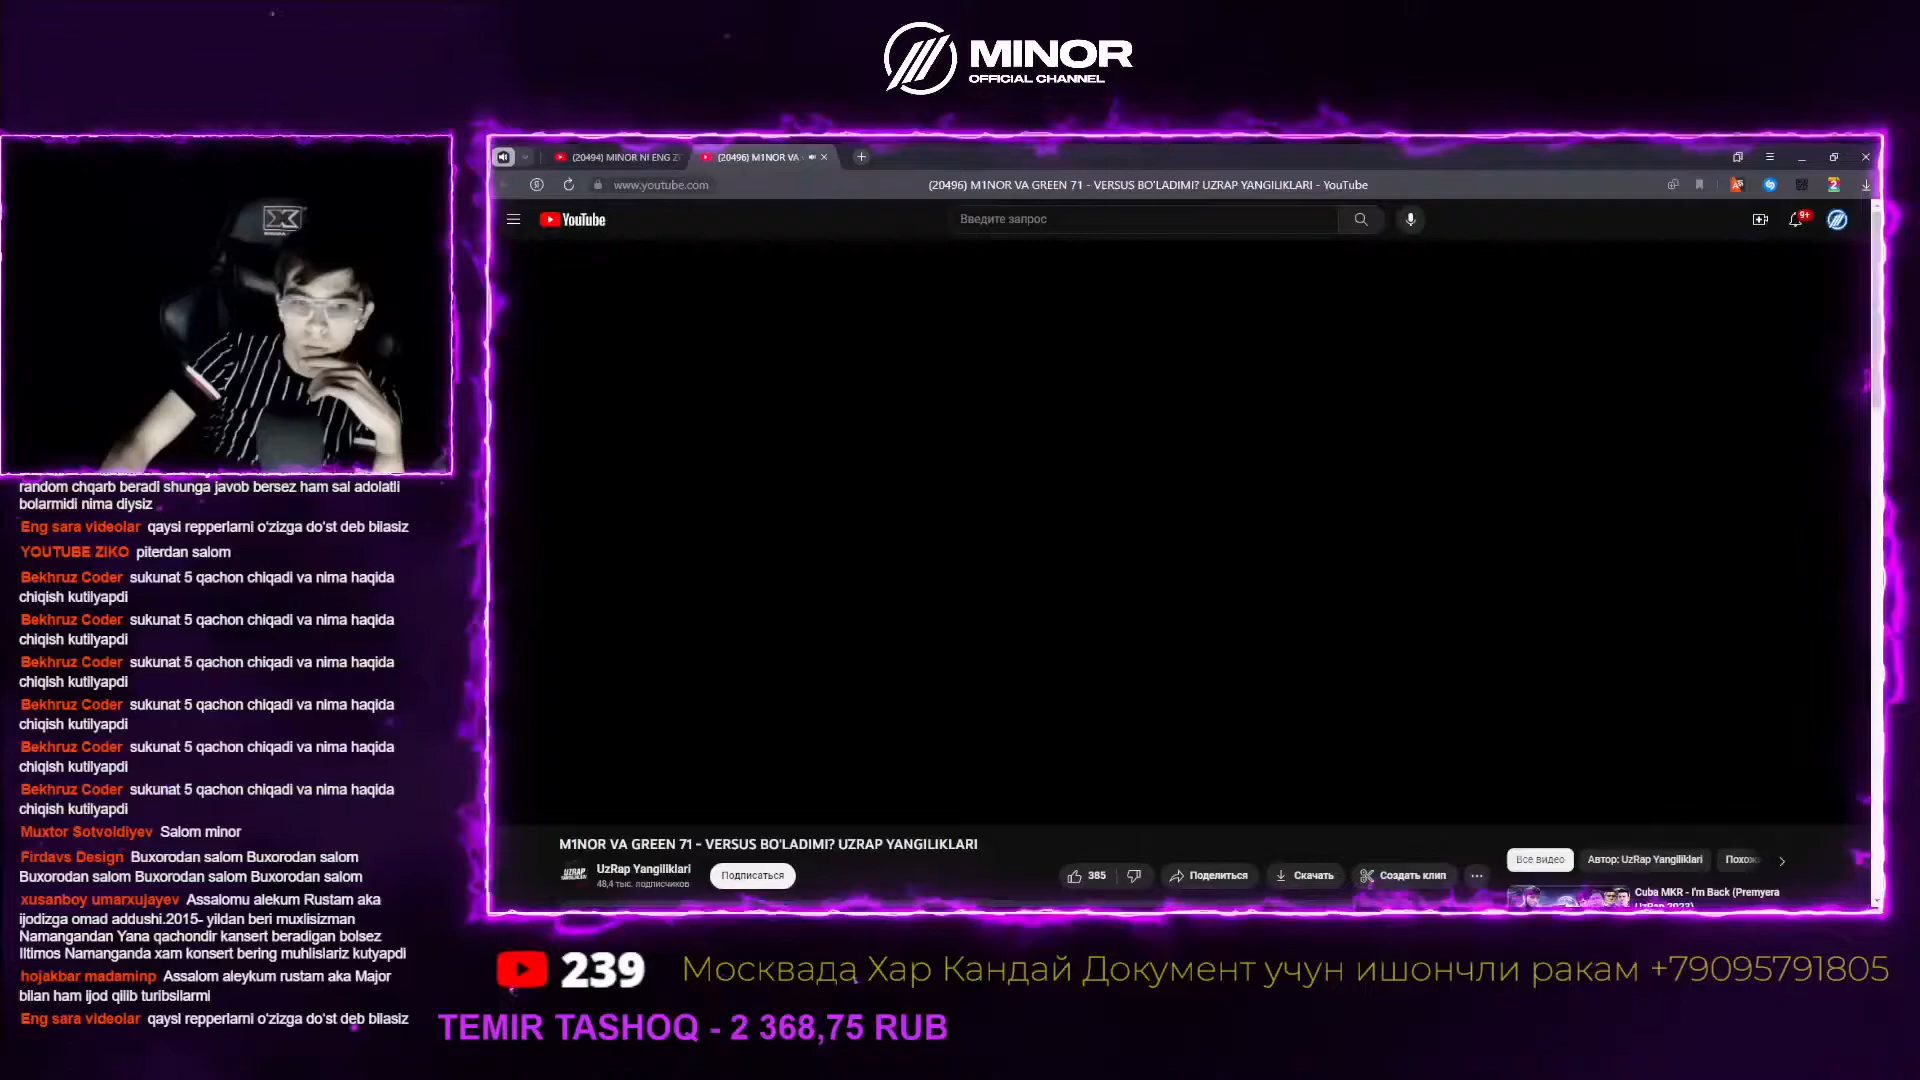 MINOR
OFFICIAL CHANNEL
(20494) MINOR NI ENG Z
(20496) M1NOR VA
www.youtube.com
(20496) M1NOR VA GREEN 71 - VERSUS BO'LADIMI? UZRAP YANGILIKLARI - YouTube
YouTube
Введите запрос
9+
random chqarb beradi shunga javob bersez ham sal adolatli
bolarmidi nima diysiz
Eng sara videolar qaysi repperlarni o'zizga do'st deb bilasiz
YOUTUBE ZIKO piterdan salom
Bekhruz Coder sukunat 5 qachon chiqadi va nima haqida
chiqish kutilyapdi
Bekhruz Coder sukunat 5 qachon chiqadi va nima haqida
chiqish kutilyapdi
Bekhruz Coder sukunat 5 qachon chiqadi va nima haqida
chiqish kutilyapdi
Bekhruz Coder sukunat 5 qachon chiqadi va nima haqida
chiqish kutilyapdi
Bekhruz Coder sukunat 5 qachon chiqadi va nima haqida
chiqish kutilyapdi
Bekhruz Coder sukunat 5 qachon chiqadi va nima haqida
chiqish kutilyapdi
Muxtor Sotvoldiyev Salom minor
Firdavs Design Buxorodan salom Buxorodan salom
Buxorodan salom Buxorodan salom Buxorodan salom
xusanboy umarxujayev Assalomu alekum Rustam aka
ijodizga omad addushi.2015- yildan beri muxlisizman
Namangandan Yana qachondir kansert beradigan bolsez
Iltimos Namanganda xam konsert bering muhlislariz kutyapdi
hojakbar madaminp Assalom aleykum rustam aka Major
bilan ham ijod qilib turibsilarmi
Eng sara videolar qaysi repperlarni o'zizga do'st deb bilasiz
M1NOR VA GREEN 71 - VERSUS BO'LADIMI? UZRAP YANGILIKLARI
UzRap Yangiliklari
48,4 тыс. подписчиков
Подписаться
385
Поделиться
Скачать
Создать клип
Все видео
Автор: UzRap Yangiliklari
Похож
Cuba MKR - I'm Back (Premyera
UzRap 2023)
239
Москвада Хар Кандай Документ учун ишончли ракам +79095791805
TEMIR TASHOQ - 2 368,75 RUB